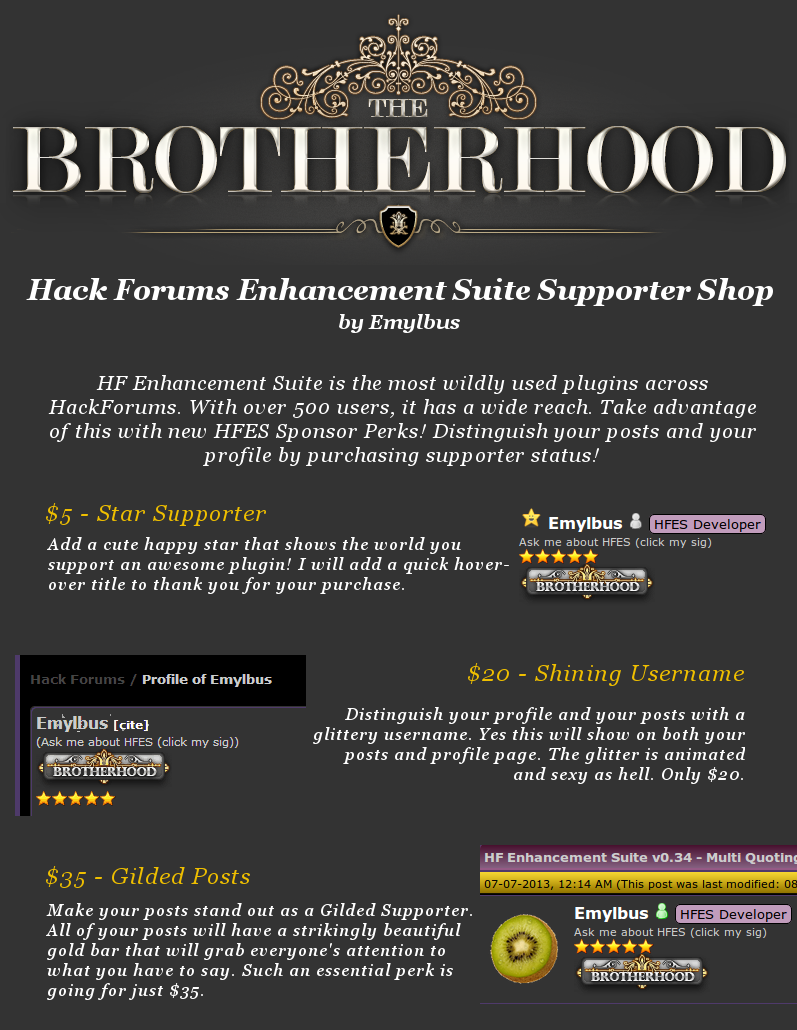 THE
BROTHERHOOD
Hack Forums Enhancement Suite Supporter Shop
by Emylbus
HF Enhancement Suite is the most wildly used plugins across
HackForums. With over 500 users, it has a wide reach. Take advantage
of this with new HFES Sponsor Perks! Distinguish your posts and your
profile by purchasing supporter status!
$5 - Star Supporter
Add a cute happy star that shows the world you
support an awesome plugin! I will add a quick hover-
over title to thank you for your purchase.
Emylbus HFES Developer
Ask me about HFES (click my sig)
BROTHERHOOD
Hack Forums / Profile of Emylbus
Emylbus [cite]
(Ask me about HFES (click my sig))
BROTHERHOOD
$20 - Shining Username
Distinguish your profile and your posts with a
glittery username. Yes this will show on both your
posts and profile page. The glitter is animated
and sexy as hell. Only $20.
$35 - Gilded Posts
Make your posts stand out as a Gilded Supporter.
All of your posts will have a strikingly beautiful
gold bar that will grab everyone's attention to
what you have to say. Such an essential perk is
going for just $35.
HF Enhancement Suite v0.34 - Multi Quoting
07-07-2013, 12:14 AM (This post was last modified: 08
Emylbus HFES Developer
Ask me about HFES (click my sig)
BROTHERHOOD